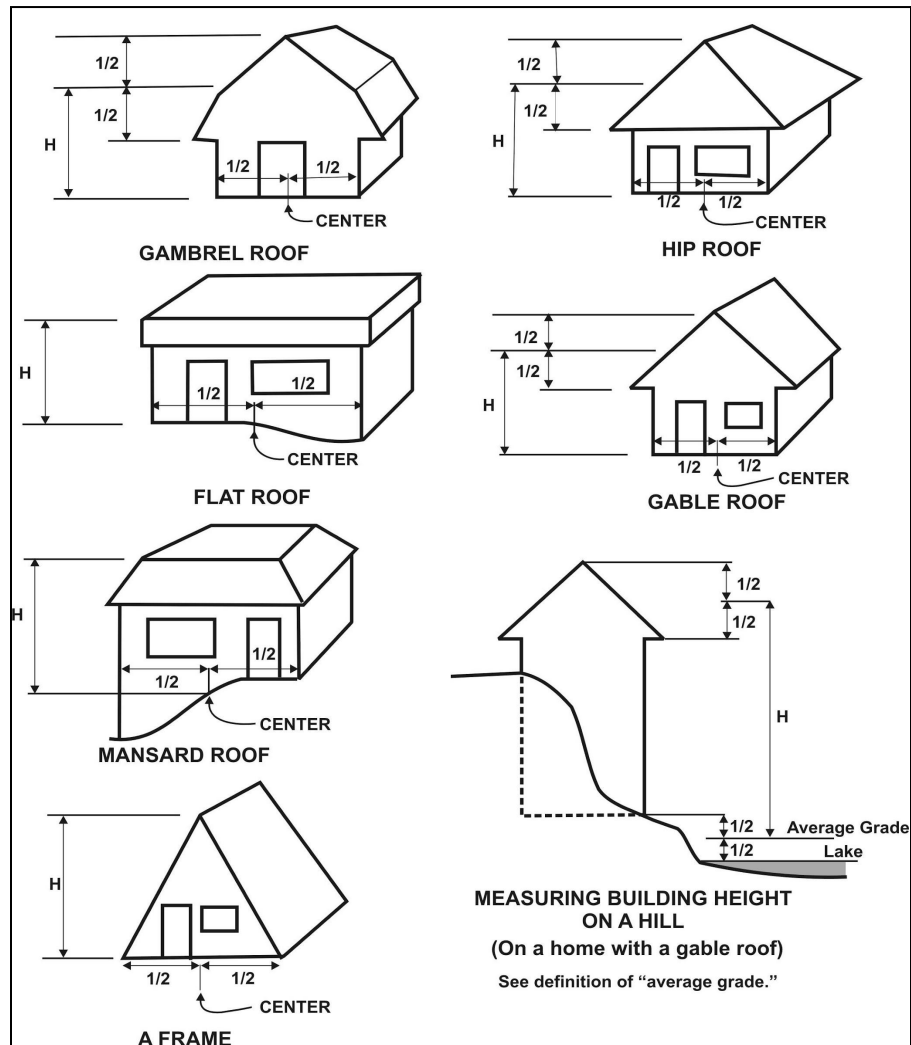 1/2
1/2
H
1/2
1/2
CENTER
GAMBREL ROOF
1/2
1/2
H
1/2
1/2
CENTER
HIP ROOF
H
1/2
1/2
CENTER
FLAT ROOF
1/2
1/2
H
1/2
1/2
CENTER
GABLE ROOF
H
1/2
1/2
CENTER
MANSARD ROOF
1/2
1/2
H
1/2
Average Grade
1/2
Lake
MEASURING BUILDING HEIGHT
ON A HILL
(On a home with a gable roof)
See definition of “average grade.”
H
1/2
1/2
CENTER
A FRAME